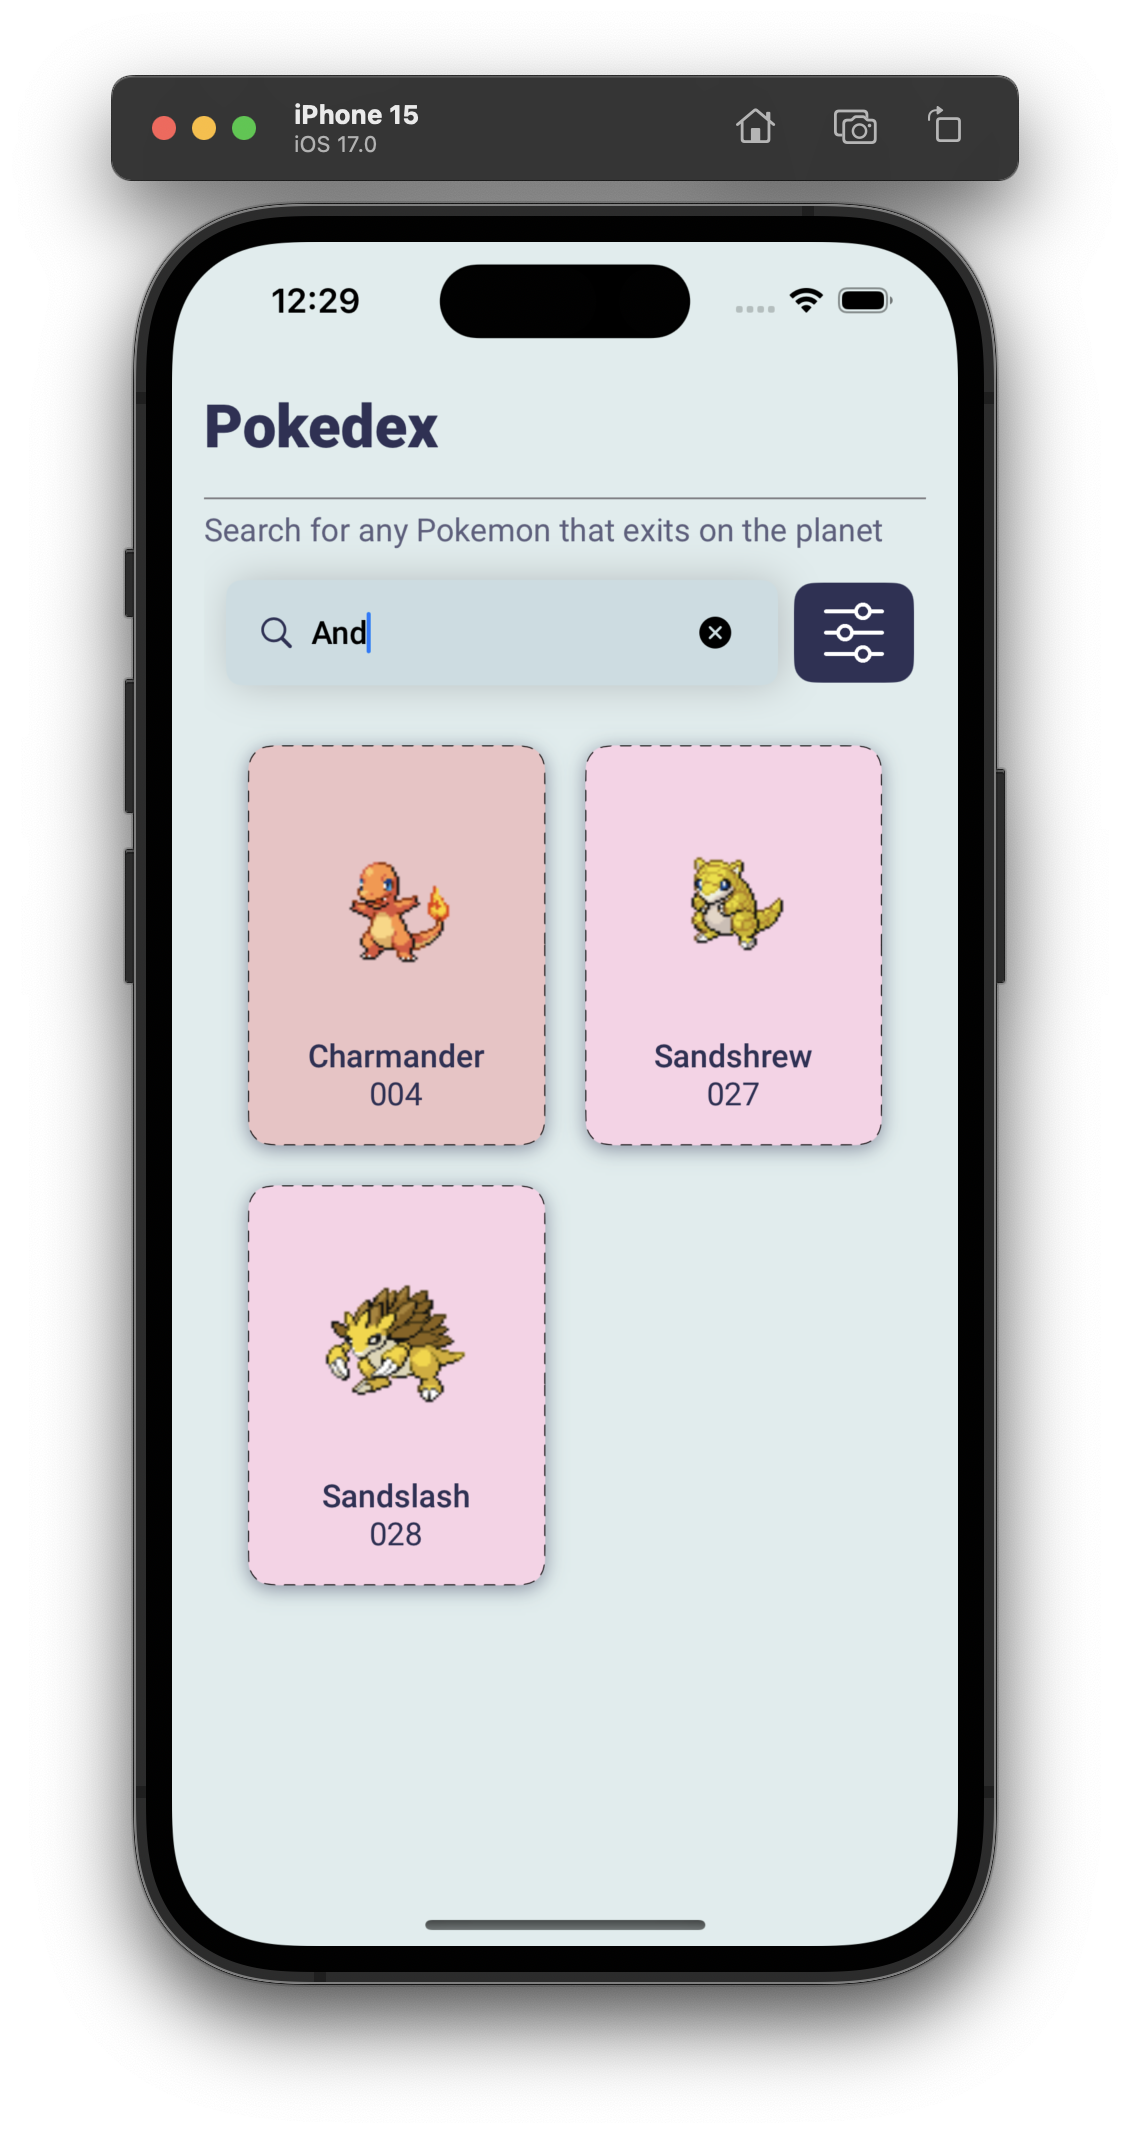 iPhone 15
iOS 17.0
12:29
Pokedex
Search for any Pokemon that exits on the planet
And
Charmander
004
Sandshrew
027
Sandslash
028